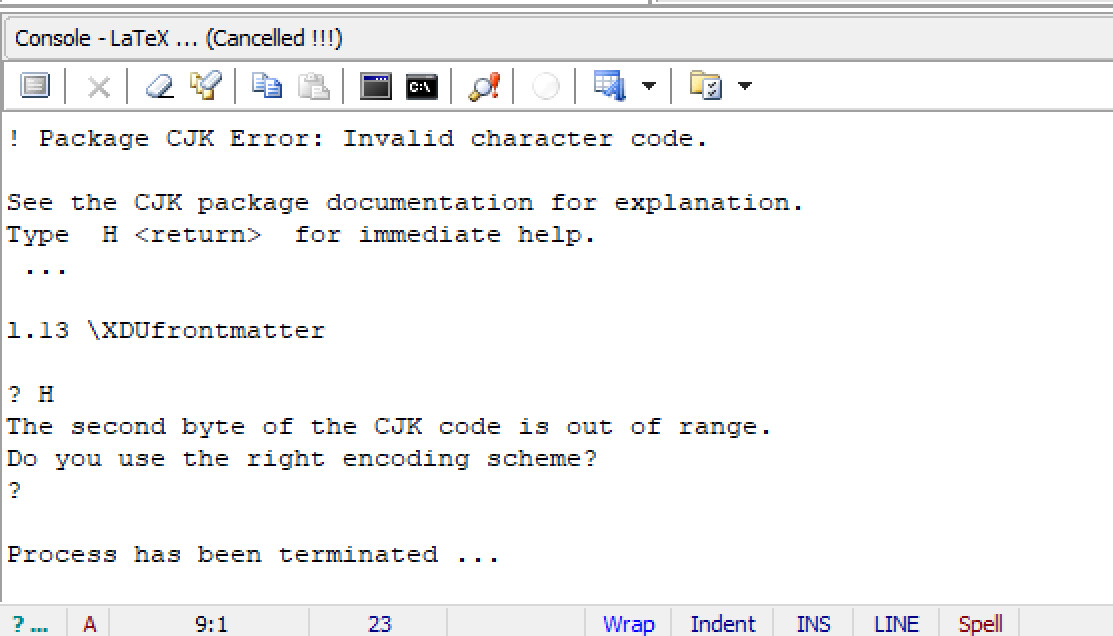 Console - LaTeX ... (Cancelled !!!)
C:\
! Package CJK Error: Invalid character code.
See the CJK package documentation for explanation.
Type  H <return>  for immediate help.
 ...
l.13 \XDUfrontmatter
? H
The second byte of the CJK code is out of range.
Do you use the right encoding scheme?
?
Process has been terminated ...
? ... A 9:1 23 Wrap Indent INS LINE Spell